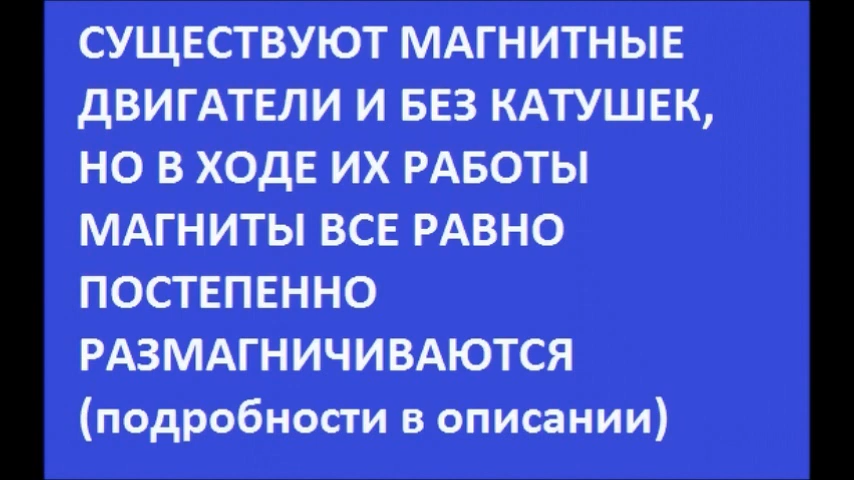 СУЩЕСТВУЮТ МАГНИТНЫЕ
ДВИГАТЕЛИ И БЕЗ КАТУШЕК,
НО В ХОДЕ ИХ РАБОТЫ
МАГНИТЫ ВСЕ РАВНО
ПОСТЕПЕННО
РАЗМАГНИЧИВАЮТСЯ
(подробности в описании)